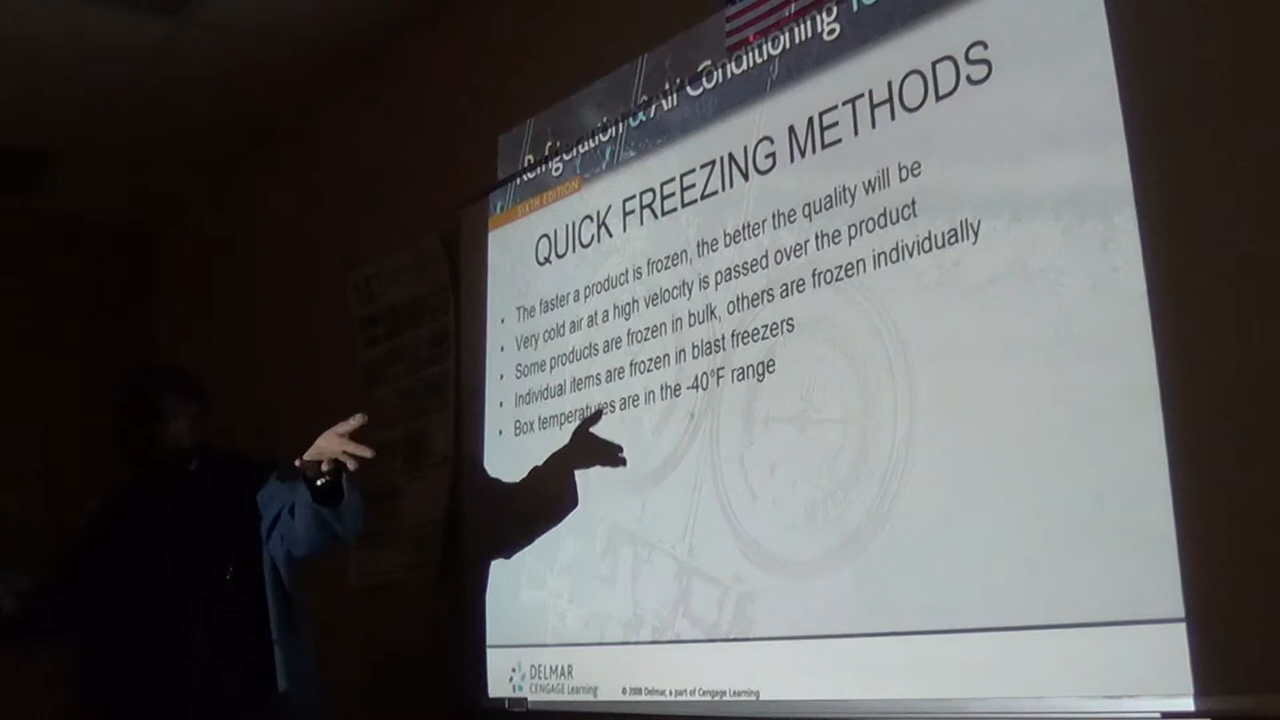 Refrigeration & Air Conditioning
SIXTH EDITION
QUICK FREEZING METHODS
• The faster a product is frozen, the better the quality will be
• Very cold air at a high velocity is passed over the product
• Some products are frozen in bulk, others are frozen individually
• Individual items are frozen in blast freezers
• Box temperatures are in the -40°F range
DELMAR
CENGAGE Learning
© 2008 Delmar, a part of Cengage Learning